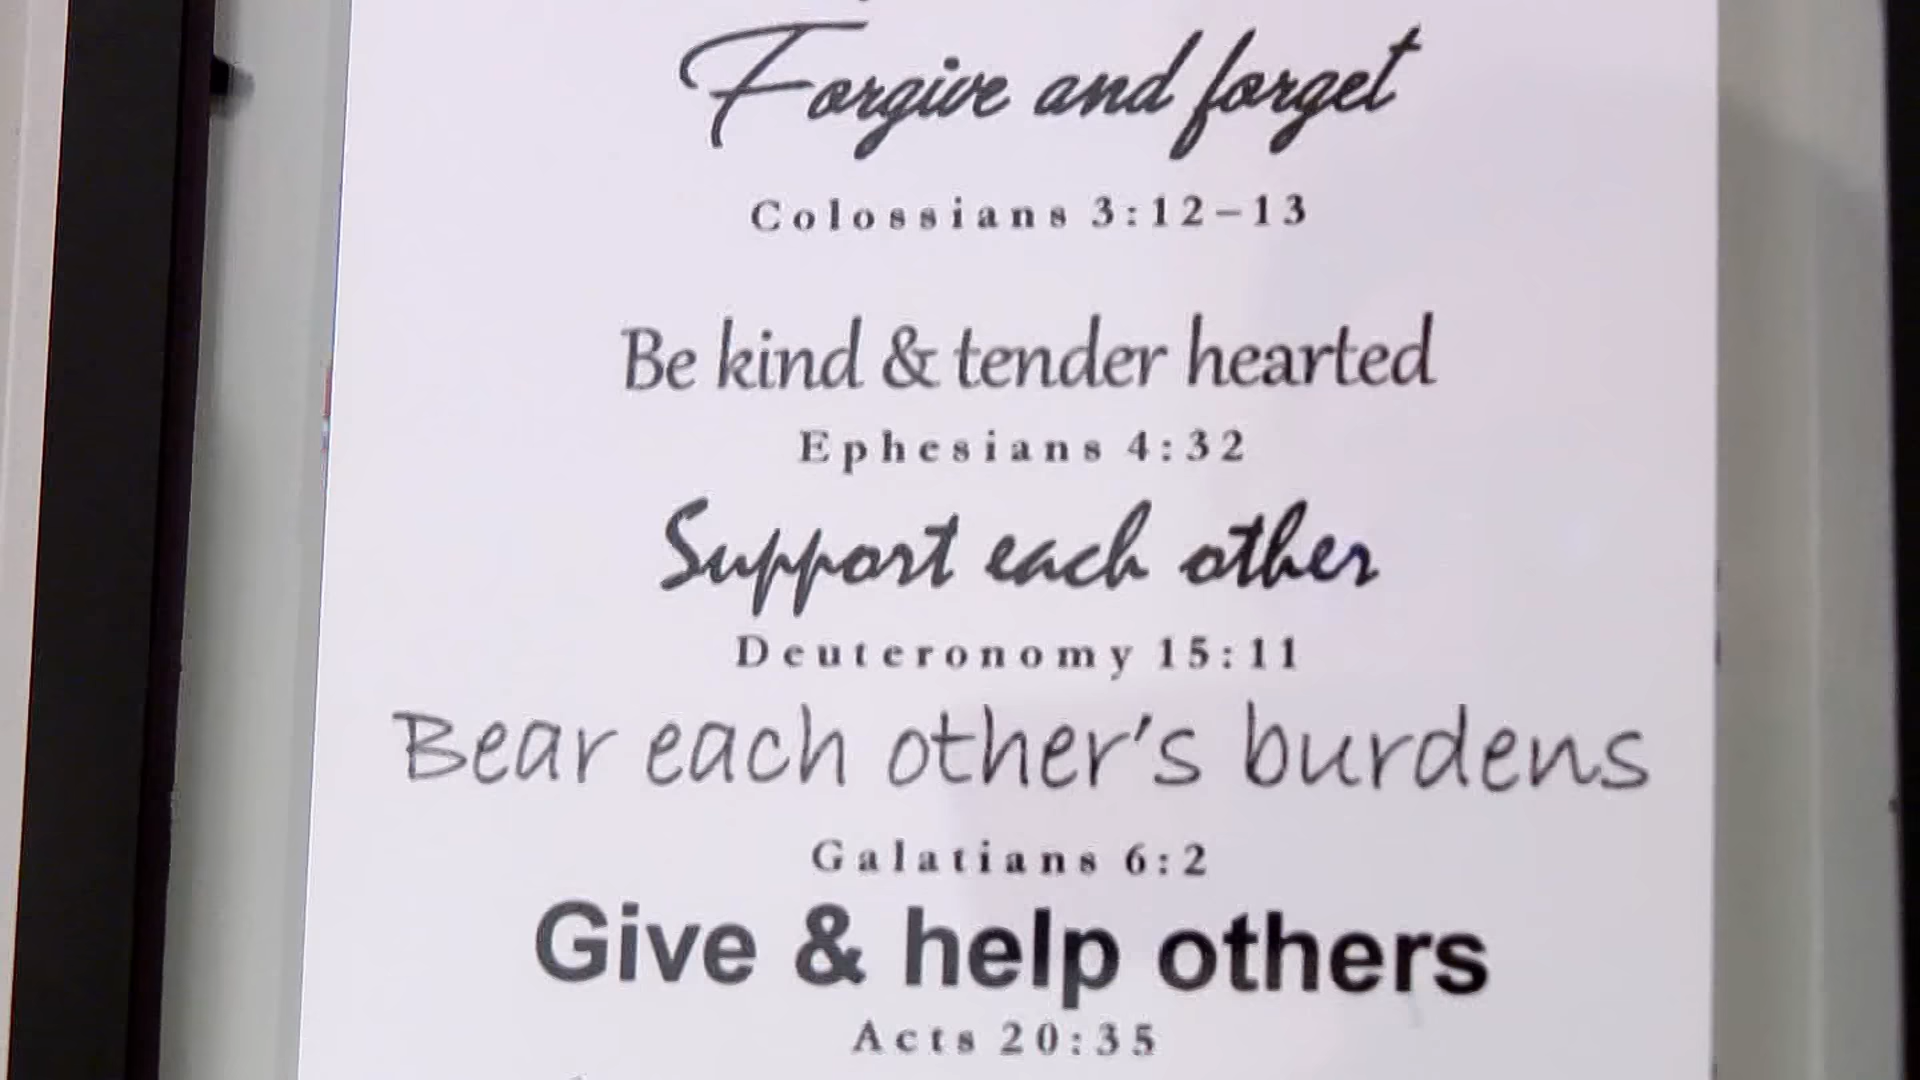 Forgive and forget
Colossians 3:12–13
Be kind & tender hearted
Ephesians 4:32
Support each other
Deuteronomy 15:11
Bear each other's burdens
Galatians 6:2
Give & help others
Acts 20:35